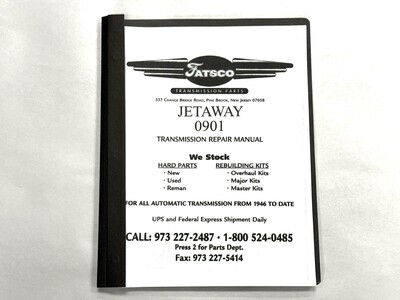 FATSCO
TRANSMISSION PARTS
337 CHANGE BRIDGE ROAD, PINE BROOK, NEW JERSEY 07058
JETAWAY
0901
TRANSMISSION REPAIR MANUAL
We Stock
HARD PARTS REBUILDING KITS
• New • Overhaul Kits
• Used • Major Kits
• Reman • Master Kits
FOR ALL AUTOMATIC TRANSMISSION FROM 1946 TO DATE
UPS and Federal Express Shipment Daily
CALL: 973 227-2487 • 1-800 524-0485
Press 2 for Parts Dept.
Fax: 973 227-5414